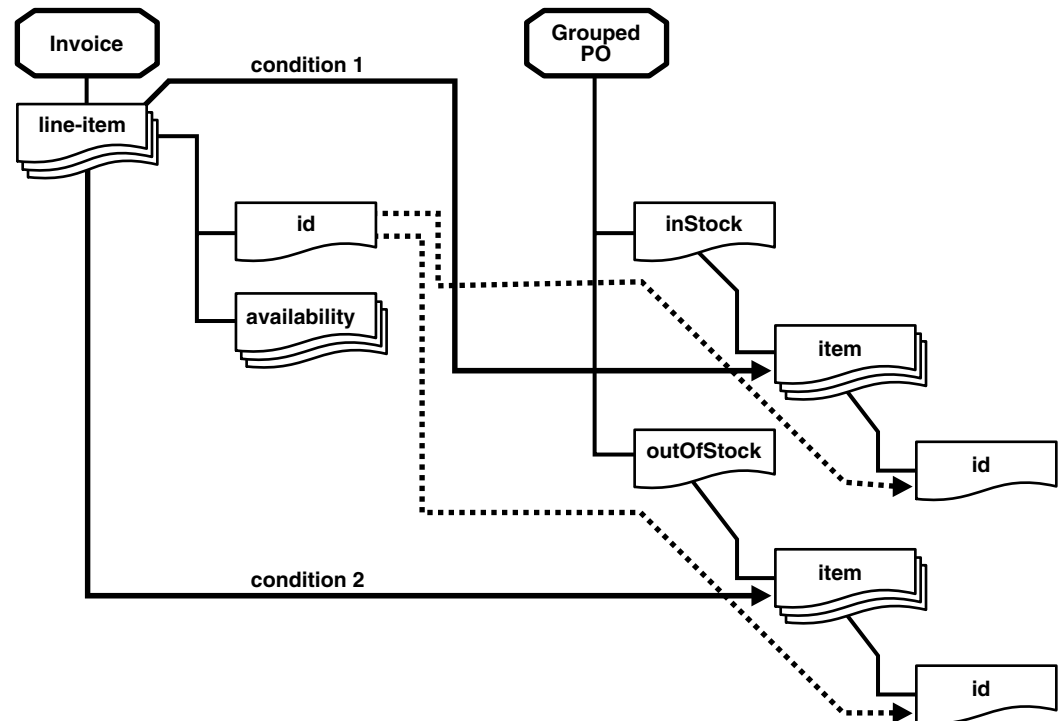 Invoice
Grouped
PO
condition 1
line-item
id
inStock
availability
item
outOfStock
id
condition 2
item
id